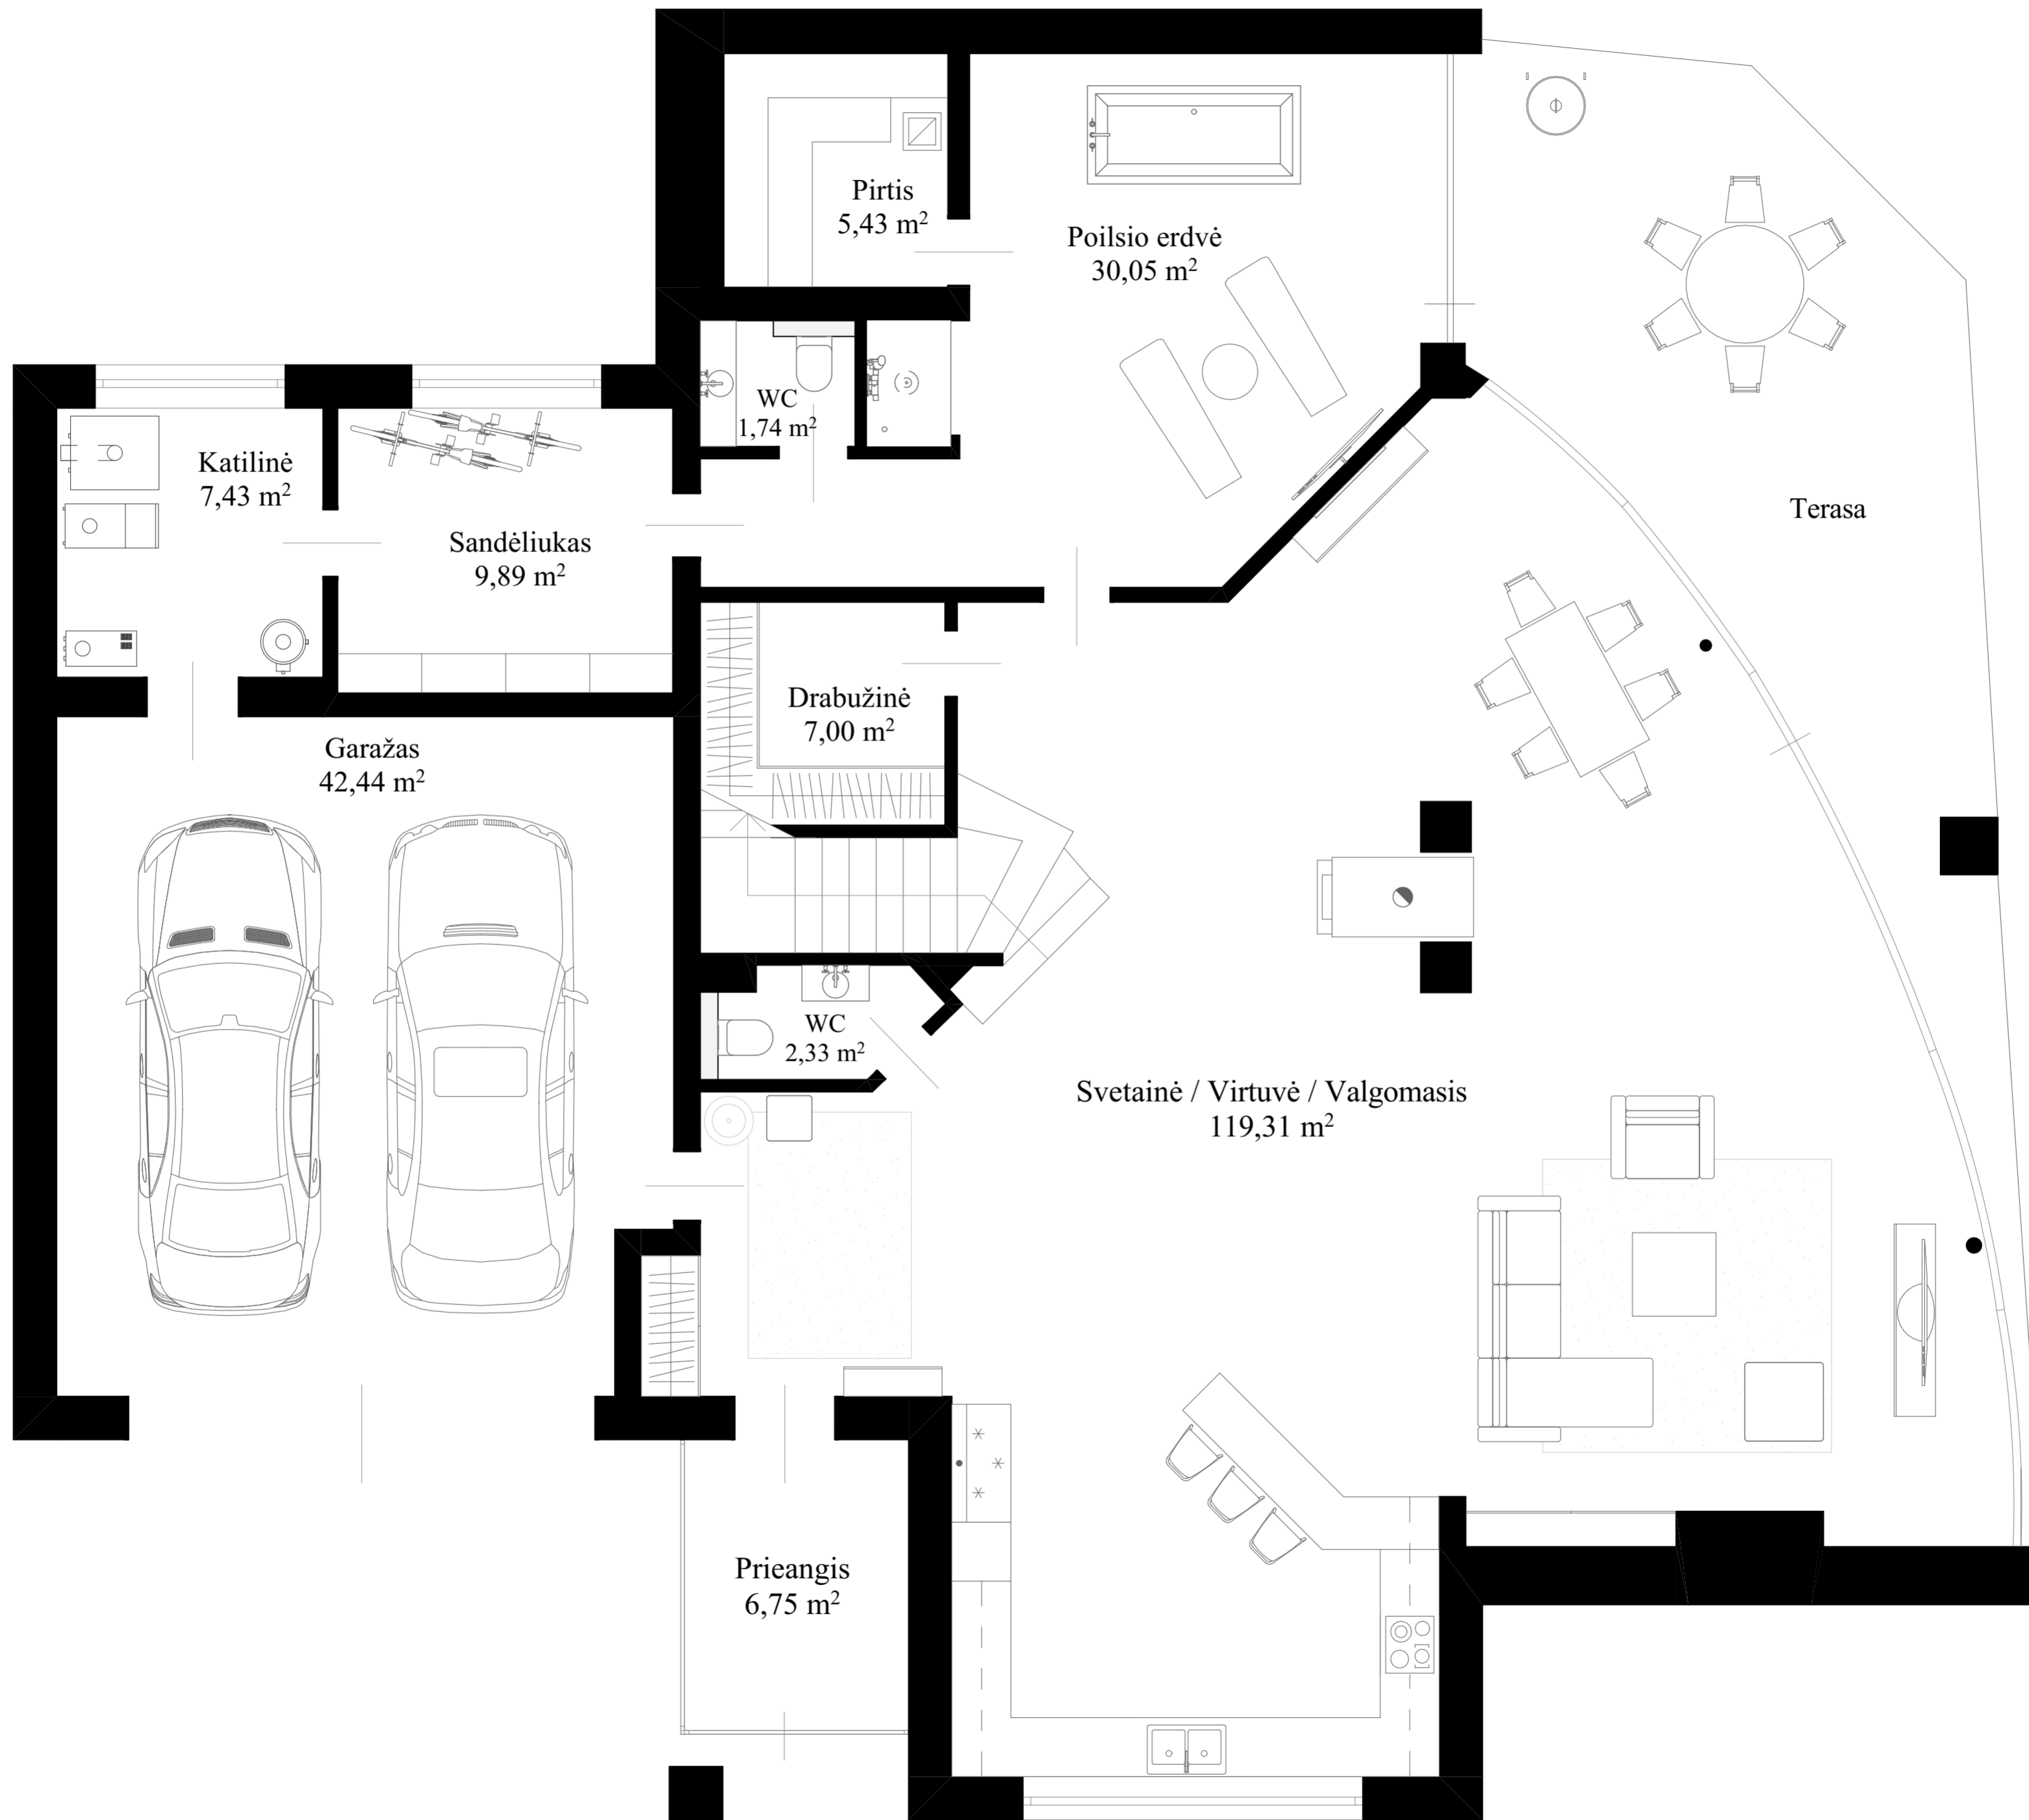 Pirtis
5,43 m²
Poilsio erdvė
30,05 m²
WC
1,74 m²
Katilinė
7,43 m²
Sandėliukas
9,89 m²
Terasa
Drabužinė
7,00 m²
Garažas
42,44 m²
WC
2,33 m²
Svetainė / Virtuvė / Valgomasis
119,31 m²
Prieangis
6,75 m²